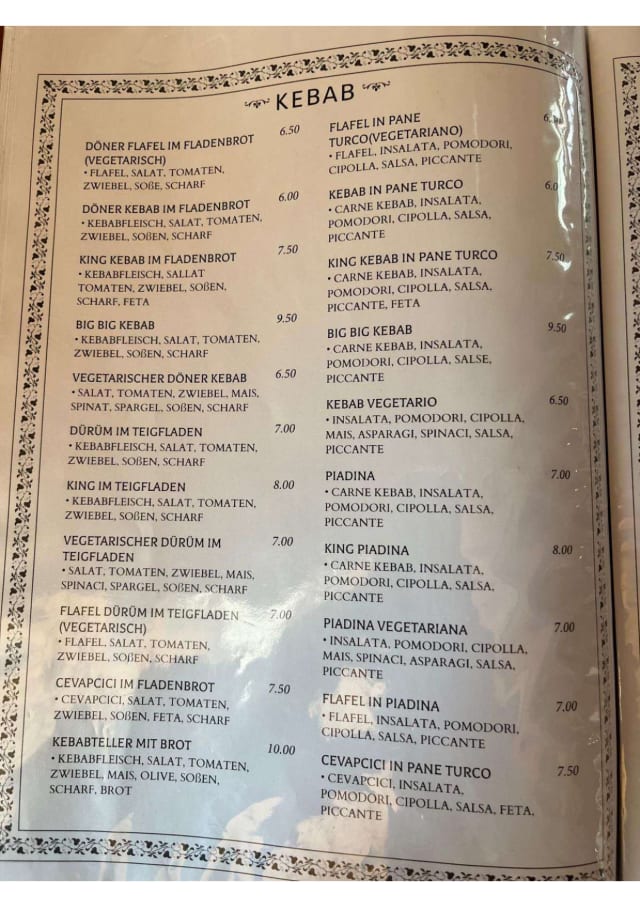 KEBAB
DÖNER FLAFEL IM FLADENBROT 6.50
(VEGETARISCH)
• FLAFEL, SALAT, TOMATEN,
ZWIEBEL, SOßE, SCHARF
DÖNER KEBAB IM FLADENBROT 6.00
• KEBABFLEISCH, SALAT, TOMATEN,
ZWIEBEL, SOßEN, SCHARF
KING KEBAB IM FLADENBROT 7.50
• KEBABFLEISCH, SALLAT
TOMATEN, ZWIEBEL, SOßEN,
SCHARF, FETA
BIG BIG KEBAB 9.50
• KEBABFLEISCH, SALAT, TOMATEN,
ZWIEBEL, SOßEN, SCHARF
VEGETARISCHER DÖNER KEBAB 6.50
• SALAT, TOMATEN, ZWIEBEL, MAIS,
SPINAT, SPARGEL, SOßEN, SCHARF
DÜRÜM IM TEIGFLADEN 7.00
• KEBABFLEISCH, SALAT, TOMATEN,
ZWIEBEL, SOßEN, SCHARF
KING IM TEIGFLADEN 8.00
• KEBABFLEISCH, SALAT, TOMATEN,
ZWIEBEL, SOßEN, SCHARF
VEGETARISCHER DÜRÜM IM 7.00
TEIGFLADEN
• SALAT, TOMATEN, ZWIEBEL, MAIS,
SPINACI, SPARGEL, SOßEN, SCHARF
FLAFEL DÜRÜM IM TEIGFLADEN 7.00
(VEGETARISCH)
• FLAFEL, SALAT, TOMATEN,
ZWIEBEL, SOßEN, SCHARF
CEVAPCICI IM FLADENBROT 7.50
• CEVAPCICI, SALAT, TOMATEN,
ZWIEBEL, SOßEN, FETA, SCHARF
KEBABTELLER MIT BROT 10.00
• KEBABFLEISCH, SALAT, TOMATEN,
ZWIEBEL, MAIS, OLIVE, SOßEN,
SCHARF, BROT
FLAFEL IN PANE
TURCO(VEGETARIANO)
• FLAFEL, INSALATA, POMODORI,
CIPOLLA, SALSA, PICCANTE
KEBAB IN PANE TURCO
• CARNE KEBAB, INSALATA,
POMODORI, CIPOLLA, SALSA,
PICCANTE
KING KEBAB IN PANE TURCO 7.50
• CARNE KEBAB, INSALATA,
POMODORI, CIPOLLA, SALSA,
PICCANTE, FETA
BIG BIG KEBAB 9.50
• CARNE KEBAB, INSALATA,
POMODORI, CIPOLLA, SALSE,
PICCANTE
KEBAB VEGETARIO 6.50
• INSALATA, POMODORI, CIPOLLA,
MAIS, ASPARAGI, SPINACI, SALSA,
PICCANTE
PIADINA 7.00
• CARNE KEBAB, INSALATA,
POMODORI, CIPOLLA, SALSA,
PICCANTE
KING PIADINA 8.00
• CARNE KEBAB, INSALATA,
POMODORI, CIPOLLA, SALSA,
PICCANTE
PIADINA VEGETARIANA 7.00
• INSALATA, POMODORI, CIPOLLA,
MAIS, SPINACI, ASPARAGI, SALSA,
PICCANTE
FLAFEL IN PIADINA 7.00
• FLAFEL, INSALATA, POMODORI,
CIPOLLA, SALSA, PICCANTE
CEVAPCICI IN PANE TURCO 7.50
• CEVAPCICI, INSALATA,
POMODORI, CIPOLLA, SALSA, FETA,
PICCANTE